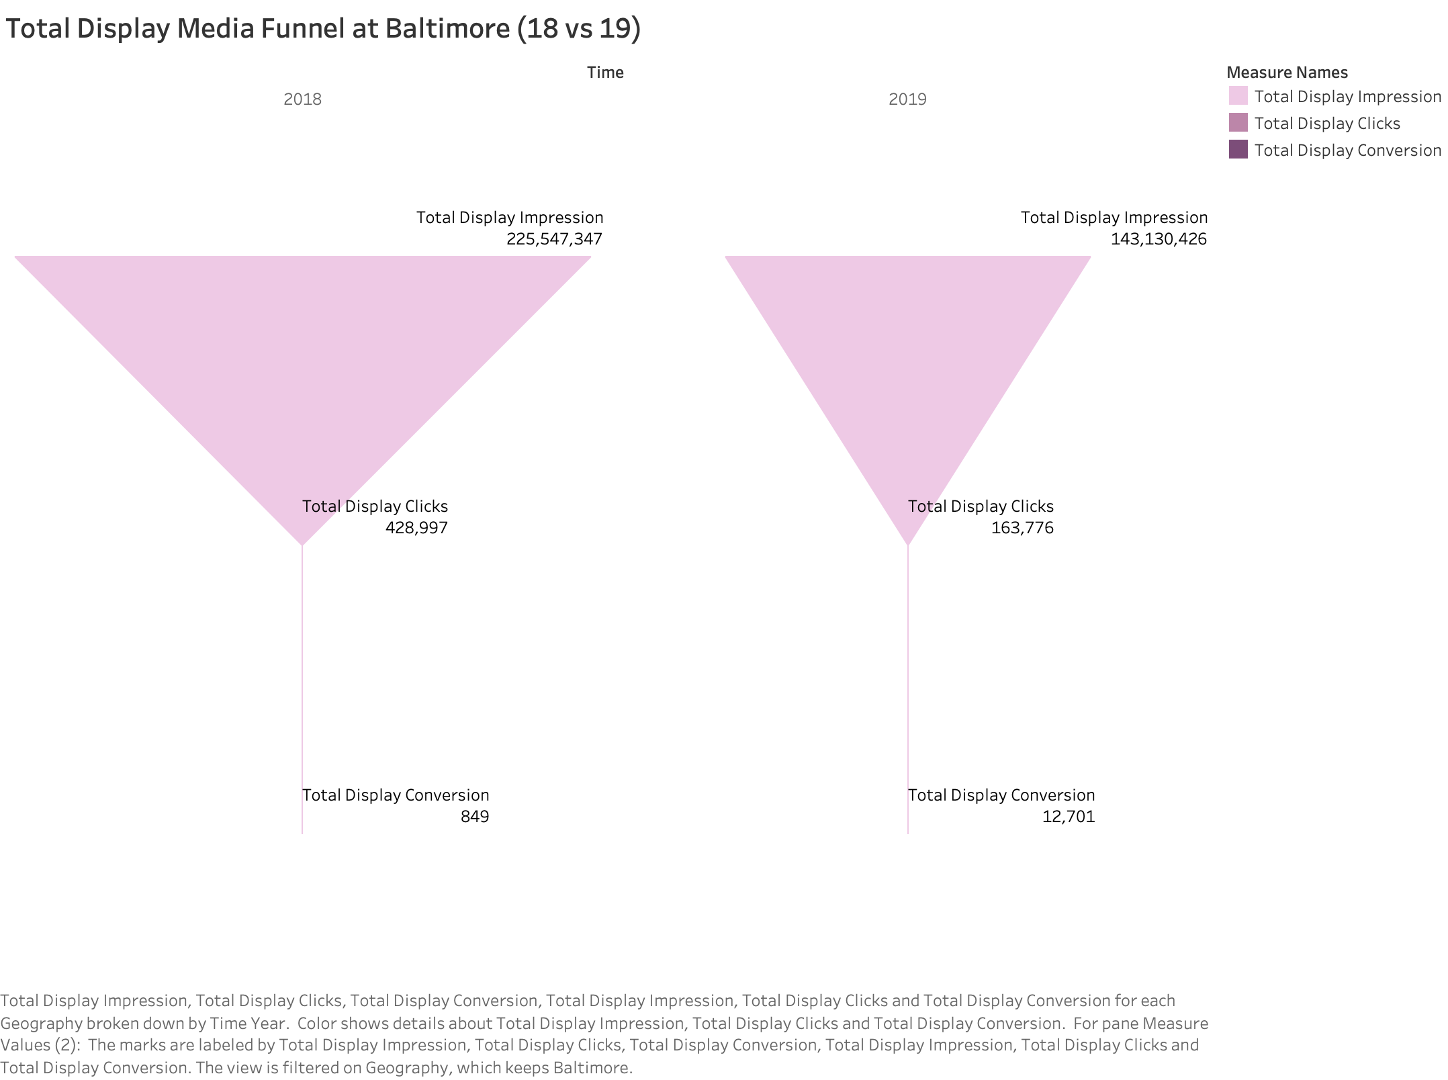 Total Display Media Funnel at Baltimore (18 vs 19)
Time
2018
2019
Measure Names
Total Display Impression
Total Display Clicks
Total Display Conversion
Total Display Impression
225,547,347
Total Display Impression
143,130,426
Total Display Clicks
428,997
Total Display Clicks
163,776
Total Display Conversion
849
Total Display Conversion
12,701
Total Display Impression, Total Display Clicks, Total Display Conversion, Total Display Impression, Total Display Clicks and Total Display Conversion for each
Geography broken down by Time Year.  Color shows details about Total Display Impression, Total Display Clicks and Total Display Conversion.  For pane Measure
Values (2):  The marks are labeled by Total Display Impression, Total Display Clicks, Total Display Conversion, Total Display Impression, Total Display Clicks and
Total Display Conversion. The view is filtered on Geography, which keeps Baltimore.